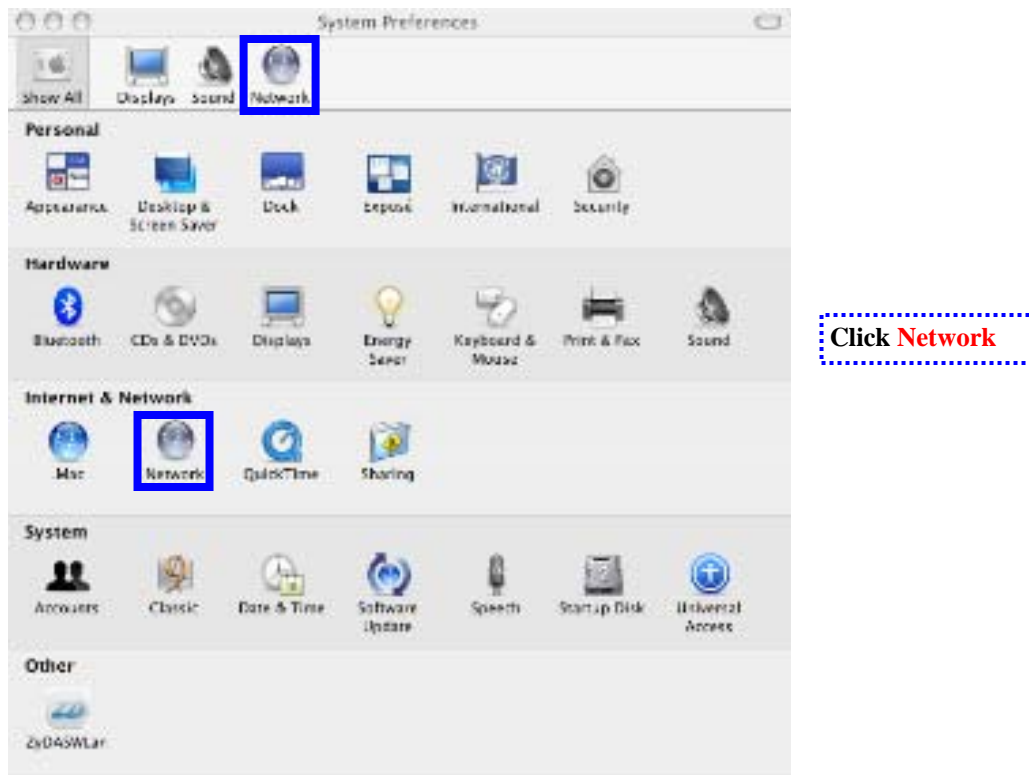 System Preferences
Show All Displays Sound Network
Personal
Appearance Desktop & Screen Saver Dock Exposé International Security
Hardware
Bluetooth CDs & DVDs Displays Energy Saver Keyboard & Mouse Print & Fax Sound
Click Network
Internet & Network
.Mac Network QuickTime Sharing
System
Accounts Classic Date & Time Software Update Speech Startup Disk Universal Access
Other
ZyDASWLan